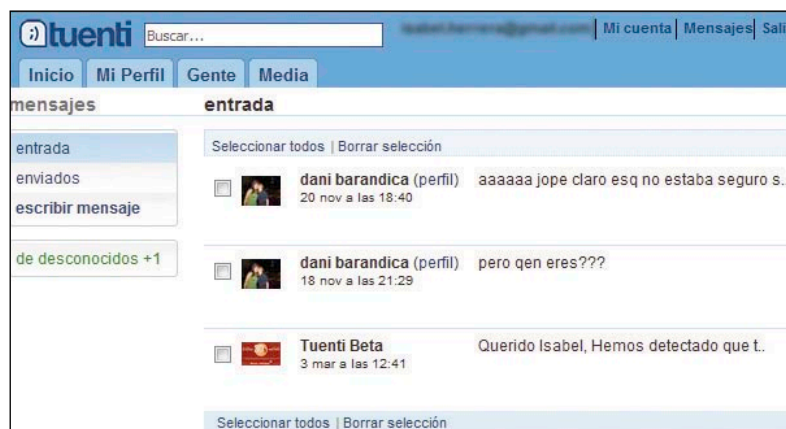 tuenti
Buscar...
Mi cuenta | Mensajes | Sali
Inicio Mi Perfil Gente Media
mensajes
entrada
enviados
escribir mensaje
de desconocidos +1
entrada
Seleccionar todos | Borrar selección
dani barandica (perfil) aaaaaa jope claro esq no estaba seguro s..
20 nov a las 18:40
dani barandica (perfil) pero qen eres???
18 nov a las 21:29
Tuenti Beta Querido Isabel, Hemos detectado que t..
3 mar a las 12:41
Seleccionar todos | Borrar selección